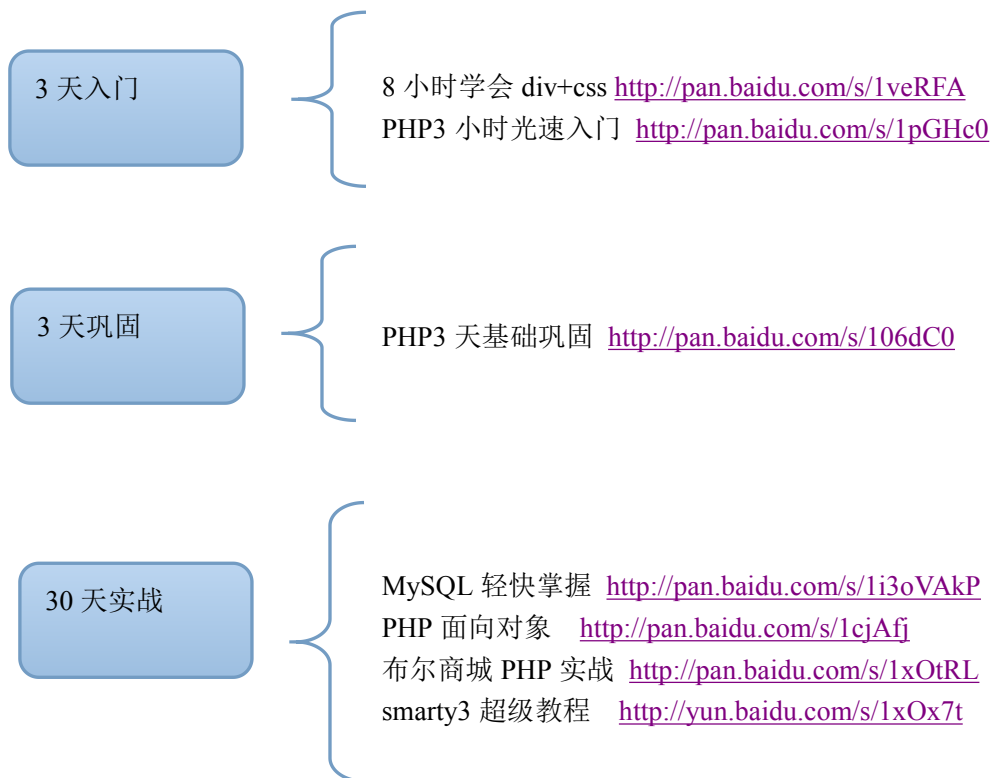 3 天入门
8 小时学会 div+css http://pan.baidu.com/s/1veRFA
PHP3 小时光速入门 http://pan.baidu.com/s/1pGHc0
3 天巩固
PHP3 天基础巩固 http://pan.baidu.com/s/106dC0
30 天实战
MySQL 轻快掌握 http://pan.baidu.com/s/1i3oVAkP
PHP 面向对象 http://pan.baidu.com/s/1cjAfj
布尔商城 PHP 实战 http://pan.baidu.com/s/1xOtRL
smarty3 超级教程 http://yun.baidu.com/s/1xOx7t